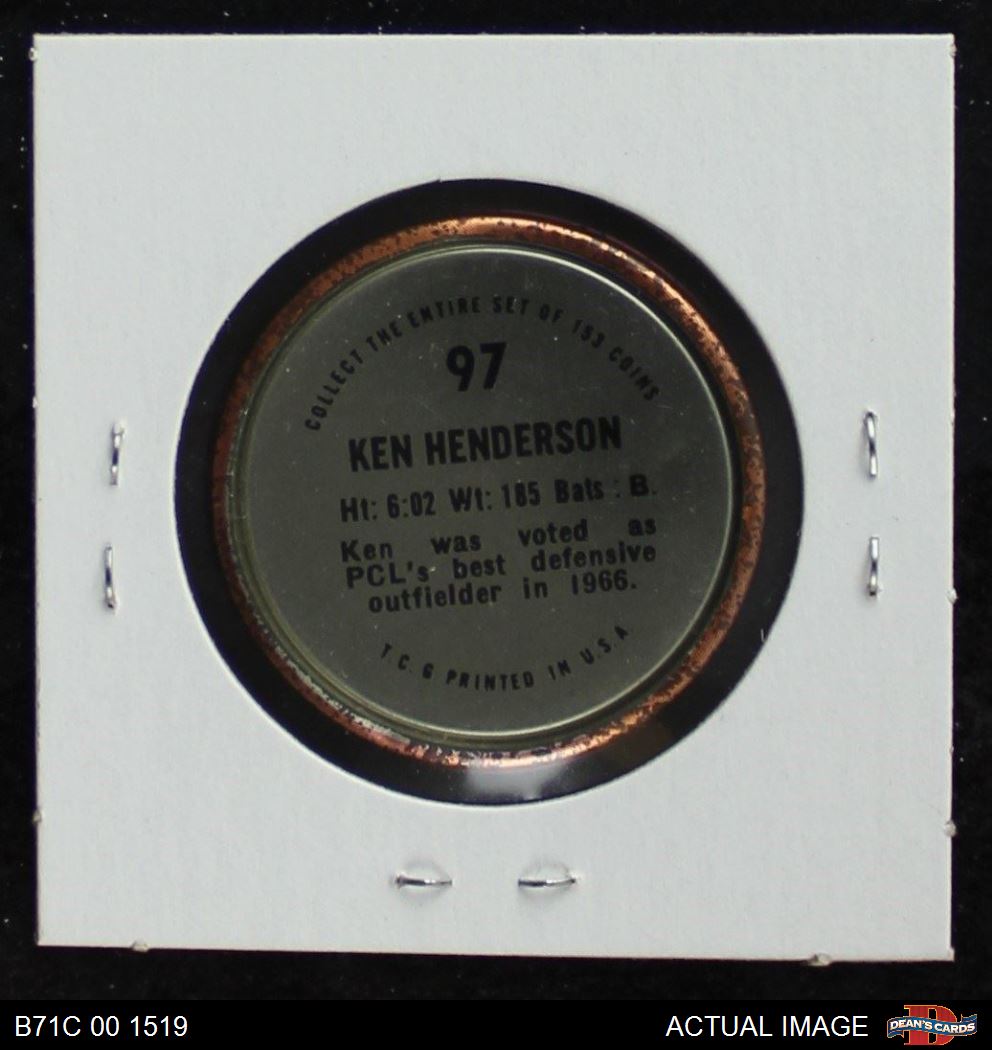 COLLECT THE ENTIRE SET OF 153 COINS
97
KEN HENDERSON
Ht: 6:02 Wt: 185 Bats : B.
Ken was voted as
PCL's best defensive
outfielder in 1966.
T.C.G PRINTED IN U.S.A.
B71C 00 1519
ACTUAL IMAGE
DEAN'S CARDS